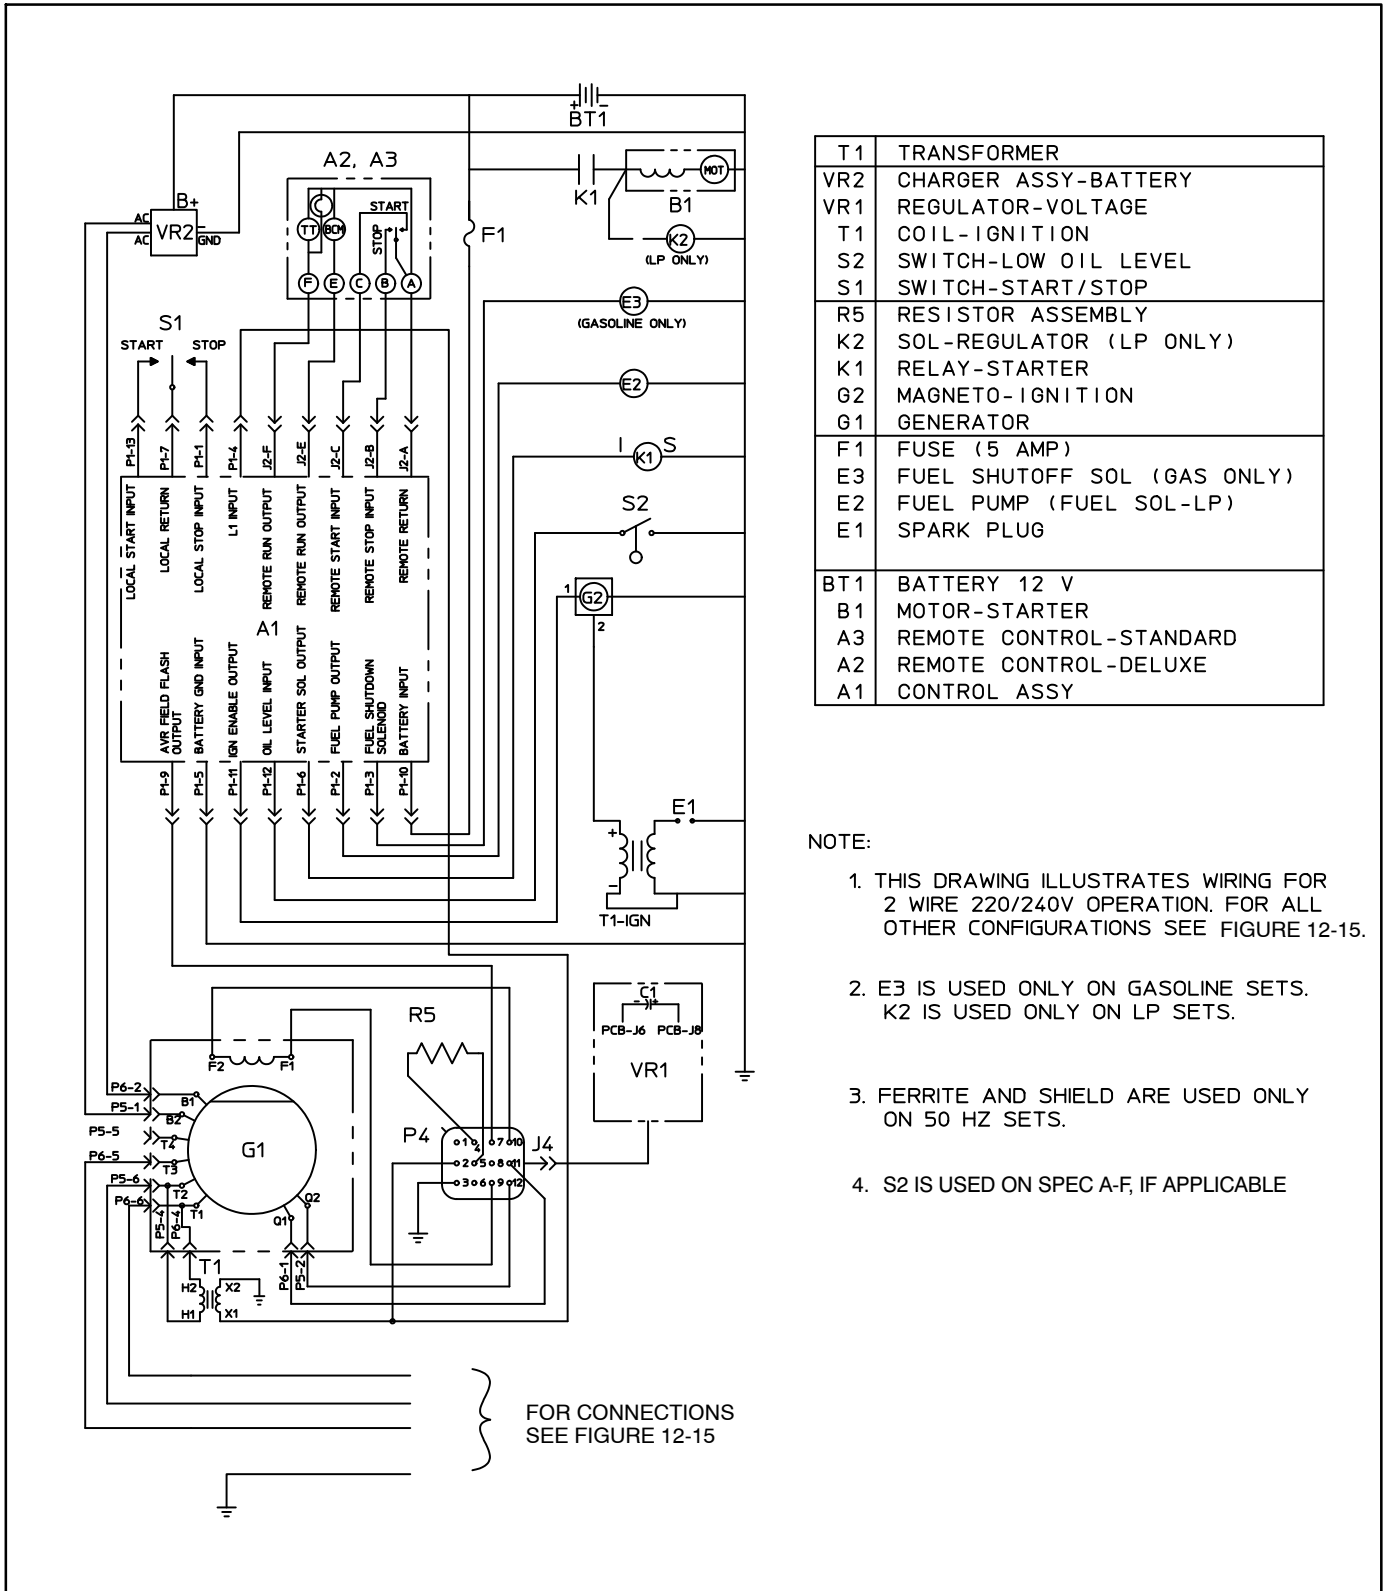 +
-
BT1
A2, A3
K1
MOT
B1
K2
(LP ONLY)
B+
AC
AC
VR2
-
GND
START
STOP
TT
BCM
F
E
C
B
A
F1
E3
(GASOLINE ONLY)
S1
START
STOP
E2
I
K1
S
S2
P1-13
P1-7
P1-1
P1-4
J2-F
J2-E
J2-C
J2-B
J2-A
LOCAL START INPUT
LOCAL RETURN
LOCAL STOP INPUT
L1 INPUT
REMOTE RUN OUTPUT
REMOTE RUN OUTPUT
REMOTE START INPUT
REMOTE STOP INPUT
REMOTE RETURN
A1
AVR FIELD FLASH
OUTPUT
BATTERY GND INPUT
IGN ENABLE OUTPUT
OIL LEVEL INPUT
STARTER SOL OUTPUT
FUEL PUMP OUTPUT
FUEL SHUTDOWN
SOLENOID
BATTERY INPUT
P1-9
P1-5
P1-11
P1-12
P1-6
P1-2
P1-3
P1-10
1
G2
2
E1
+
-
T1-IGN
T1 TRANSFORMER
VR2 CHARGER ASSY-BATTERY
VR1 REGULATOR-VOLTAGE
T1 COIL-IGNITION
S2 SWITCH-LOW OIL LEVEL
S1 SWITCH-START/STOP
R5 RESISTOR ASSEMBLY
K2 SOL-REGULATOR (LP ONLY)
K1 RELAY-STARTER
G2 MAGNETO-IGNITION
G1 GENERATOR
F1 FUSE (5 AMP)
E3 FUEL SHUTOFF SOL (GAS ONLY)
E2 FUEL PUMP (FUEL SOL-LP)
E1 SPARK PLUG
BT1 BATTERY 12 V
B1 MOTOR-STARTER
A3 REMOTE CONTROL-STANDARD
A2 REMOTE CONTROL-DELUXE
A1 CONTROL ASSY
NOTE:
1. THIS DRAWING ILLUSTRATES WIRING FOR
2 WIRE 220/240V OPERATION. FOR ALL
OTHER CONFIGURATIONS SEE FIGURE 12-15.
2. E3 IS USED ONLY ON GASOLINE SETS.
K2 IS USED ONLY ON LP SETS.
3. FERRITE AND SHIELD ARE USED ONLY
ON 50 HZ SETS.
4. S2 IS USED ON SPEC A-F, IF APPLICABLE
C1
- +
PCB-J6 PCB-J8
VR1
R5
F2
F1
P6-2
B1
P5-1
B2
P5-5
T4
P6-5
T3
P5-6
T2
P6-6
T1
G1
Q2
Q1
P5-4
P6-4
P6-1
P5-2
P4
1 4 7 10
2 5 8 11
3 6 9 12
J4
T1
H2
X2
H1
X1
FOR CONNECTIONS
SEE FIGURE 12-15